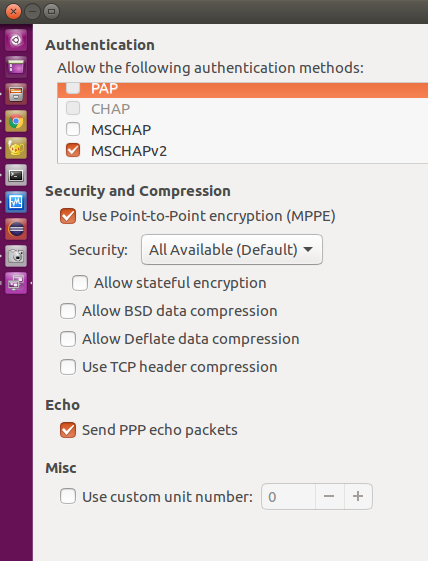 Authentication
Allow the following authentication methods:
PAP
CHAP
MSCHAP
MSCHAPv2
Security and Compression
Use Point-to-Point encryption (MPPE)
Security: All Available (Default)
Allow stateful encryption
Allow BSD data compression
Allow Deflate data compression
Use TCP header compression
Echo
Send PPP echo packets
Misc
Use custom unit number: 0